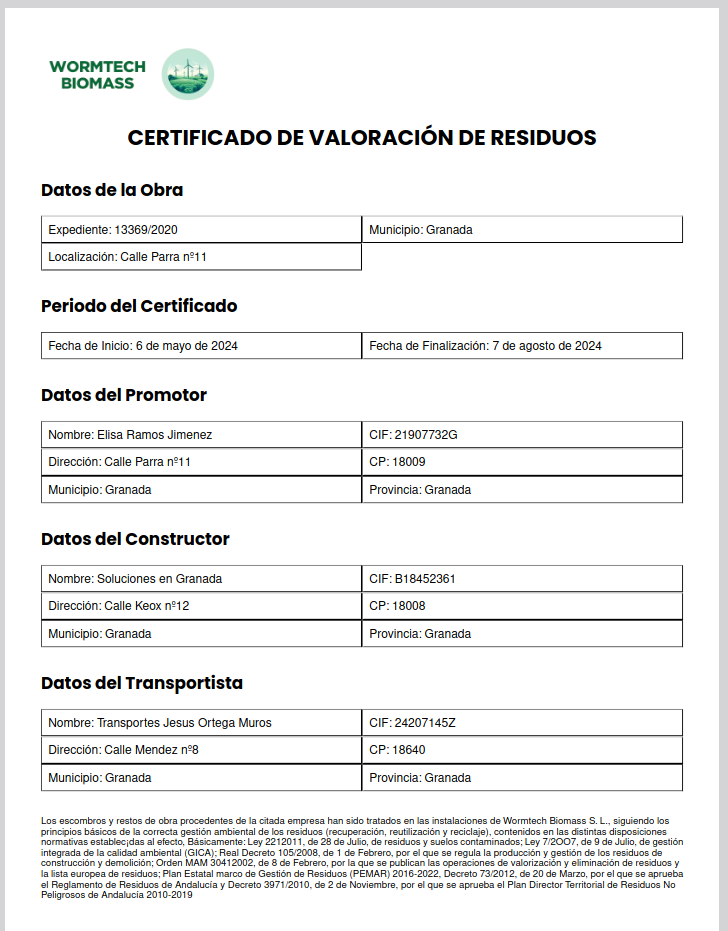 WORMTECH
BIOMASS
CERTIFICADO DE VALORACIÓN DE RESIDUOS
Datos de la Obra
Expediente: 13369/2020
Municipio: Granada
Localización: Calle Parra nº11
Periodo del Certificado
Fecha de Inicio: 6 de mayo de 2024
Fecha de Finalización: 7 de agosto de 2024
Datos del Promotor
Nombre: Elisa Ramos Jimenez
CIF: 21907732G
Dirección: Calle Parra nº11
CP: 18009
Municipio: Granada
Provincia: Granada
Datos del Constructor
Nombre: Soluciones en Granada
CIF: B18452361
Dirección: Calle Keox nº12
CP: 18008
Municipio: Granada
Provincia: Granada
Datos del Transportista
Nombre: Transportes Jesus Ortega Muros
CIF: 24207145Z
Dirección: Calle Mendez nº8
CP: 18640
Municipio: Granada
Provincia: Granada
Los escombros y restos de obra procedentes de la citada empresa han sido tratados en las instalaciones de Wormtech Biomass S. L., siguiendo los
principios básicos de la correcta gestión ambiental de los residuos (recuperación, reutilización y reciclaje), contenidos en las distintas disposiciones
normativas establec¡das al efecto, Básicamente: Ley 2212011, de 28 de Julio, de residuos y suelos contaminados; Ley 7/2OO7, de 9 de Julio, de gestión
integrada de la calidad ambiental (GICA); Real Decreto 105/2008, de 1 de Febrero, por el que se regula la producción y gestión de los residuos de
construcción y demolición; Orden MAM 30412002, de 8 de Febrero, por la que se publican las operaciones de valorización y eliminación de residuos y
la lista europea de residuos; Plan Estatal marco de Gestión de Residuos (PEMAR) 2016-2022, Decreto 73/2012, de 20 de Marzo, por el que se aprueba
el Reglamento de Residuos de Andalucía y Decreto 3971/2010, de 2 de Noviembre, por el que se aprueba el Plan Director Territorial de Residuos No
Peligrosos de Andalucía 2010-2019